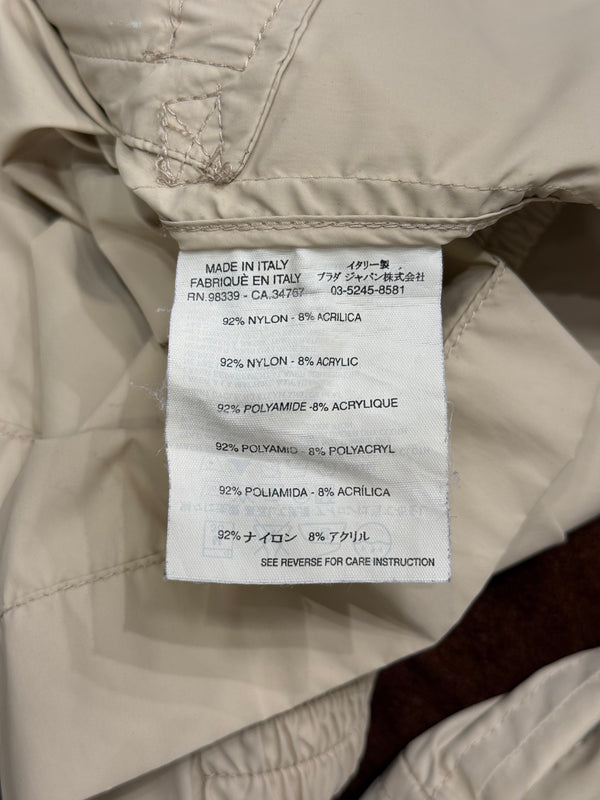 MADE IN ITALY
FABRIQUÈ EN ITALY
RN.98339 - CA.34767
イタリー製
プラダ ジャパン株式会社
03-5245-8581
92% NYLON - 8% ACRILICA
92% NYLON - 8% ACRYLIC
92% POLYAMIDE -8% ACRYLIQUE
92% POLYAMID - 8% POLYACRYL
92% POLIAMIDA - 8% ACRÍLICA
92% ナイロン 8% アクリル
SEE REVERSE FOR CARE INSTRUCTION